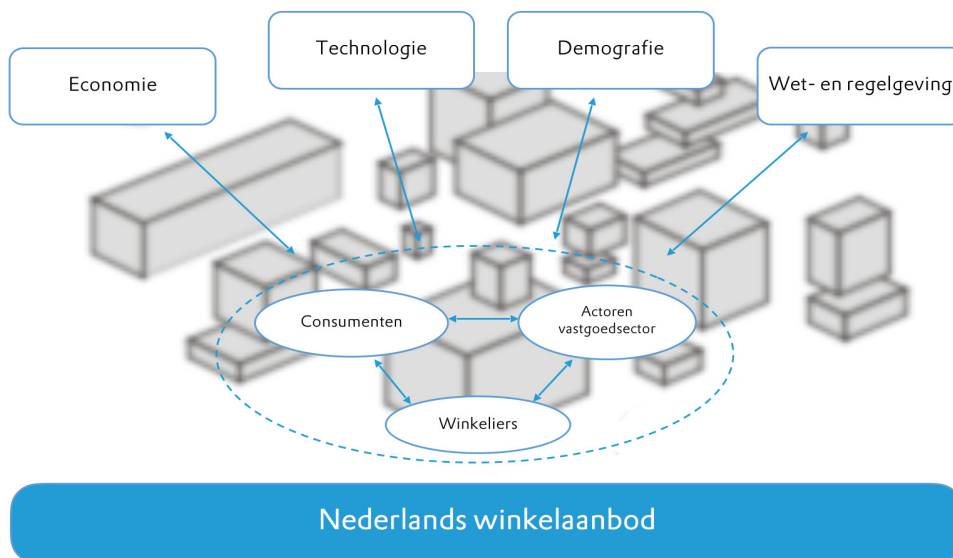 Economie
Technologie
Demografie
Wet- en regelgeving
Consumenten
Actoren
vastgoedsector
Winkeliers
Nederlands winkelaanbod